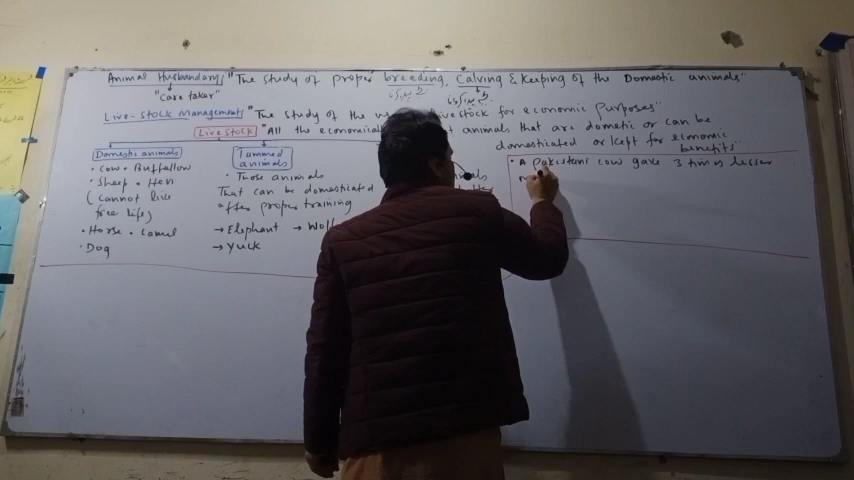 Animal Husbandary "The study of proper breeding, Calving & Keeping of the Domestic animals"
"Care taker"
Live-Stock Management "The study of the livestock for economic purposes"
Live Stock "All the economical animals that are dometic or can be
domesticated or Kept for economic
benefits"
Domestic animals
• Cow • Buffallow
• Sheep • Hen
(Cannot live
free life)
• Horse • Camel
• Dog
Tammed
animals
• Those animals
That can be domesticated
after proper training
→ Elephant → Wolf
→ Yuck
• A Pakistani cow gave 3 times lesser